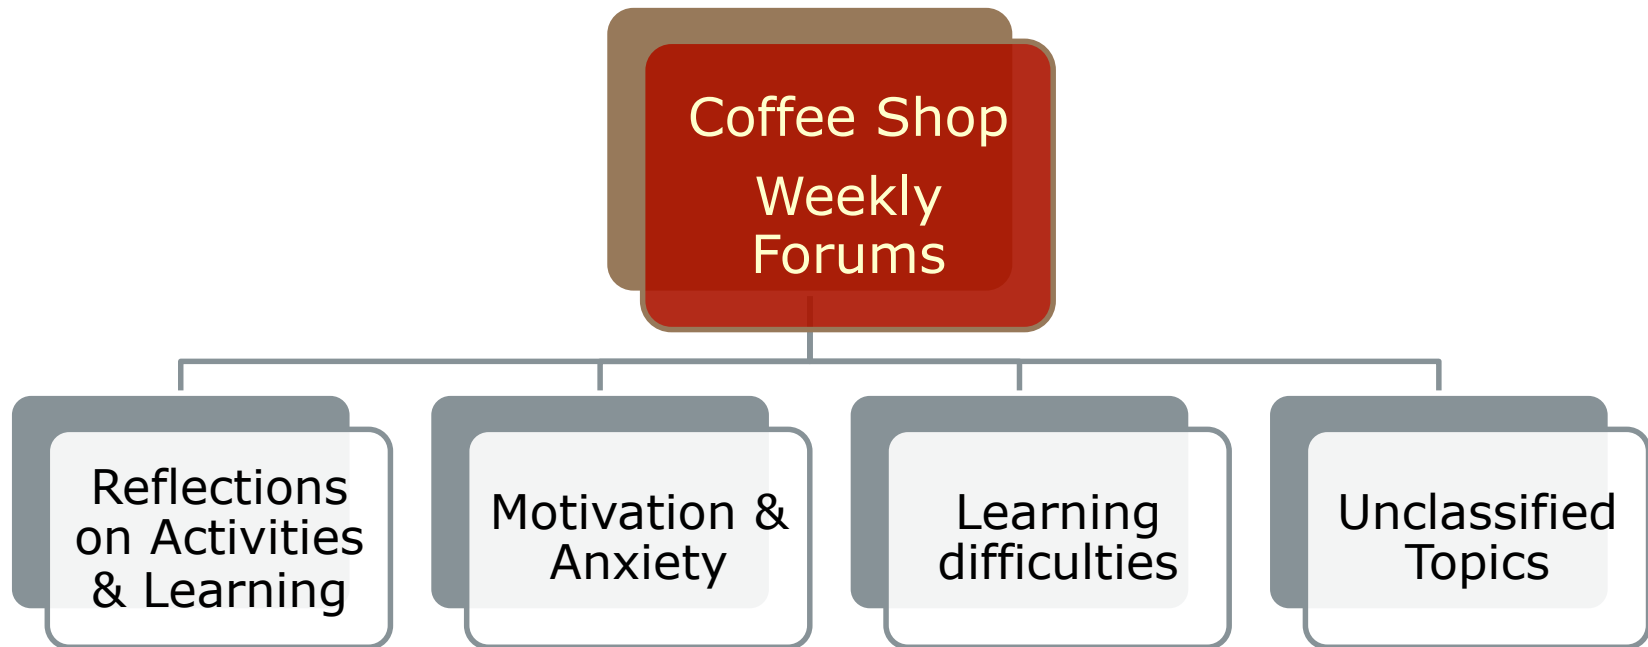 Coffee Shop
Weekly
Forums
Reflections
on Activities
& Learning
Motivation &
Anxiety
Learning
difficulties
Unclassified
Topics